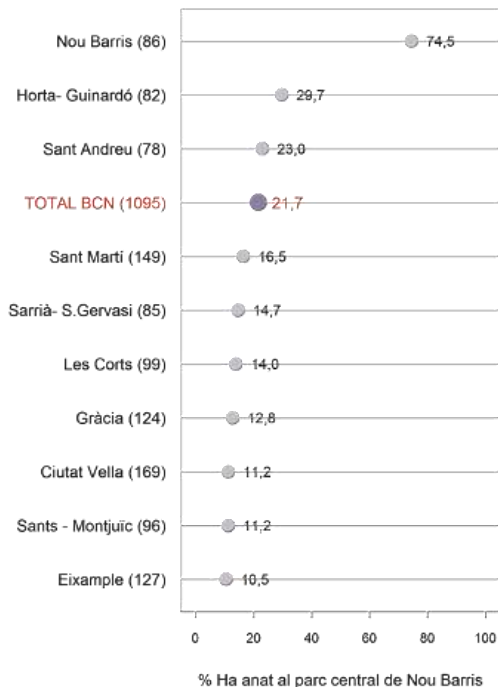 Nou Barris (86) 74,5
Horta- Guinardó (82) 29,7
Sant Andreu (78) 23,0
TOTAL BCN (1095) 21,7
Sant Martí (149) 16,5
Sarrià- S.Gervasi (85) 14,7
Les Corts (99) 14,0
Gràcia (124) 12,8
Ciutat Vella (169) 11,2
Sants - Montjuïc (96) 11,2
Eixample (127) 10,5
0 20 40 60 80 100
% Ha anat al parc central de Nou Barris